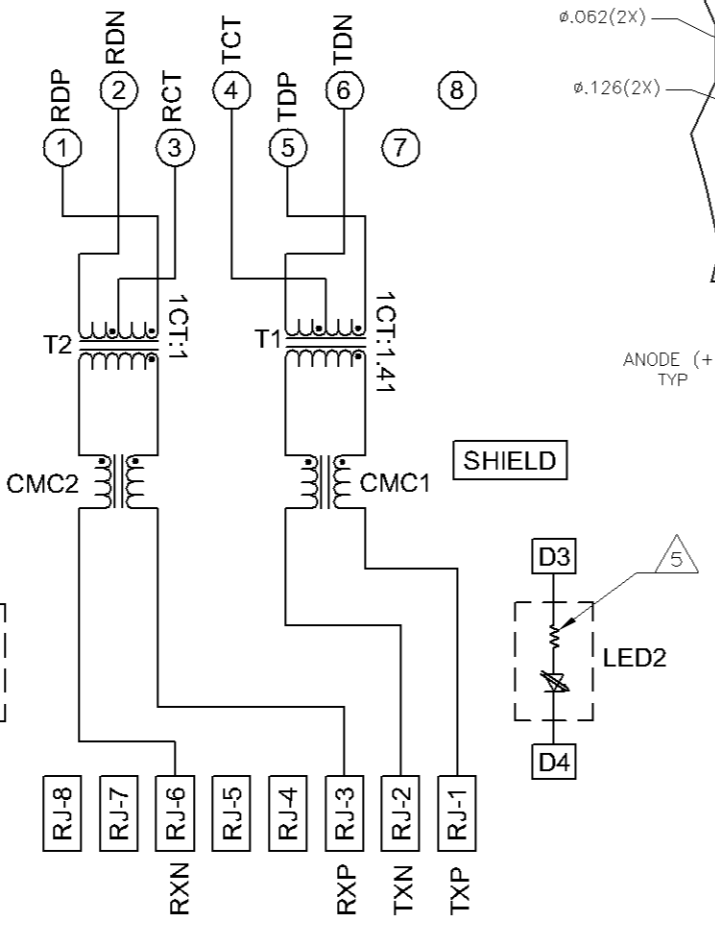 ø.062(2X)
ø.126(2X)
RDP
RDN
RCT
TCT
TDP
TDN
1
2
3
4
5
6
7
8
T2
1CT:1
T1
1CT:1.41
ANODE (+
TYP
CMC2
CMC1
SHIELD
D3
5
LED2
D4
RJ-8
RJ-7
RJ-6
RJ-5
RJ-4
RJ-3
RJ-2
RJ-1
RXN
RXP
TXN
TXP